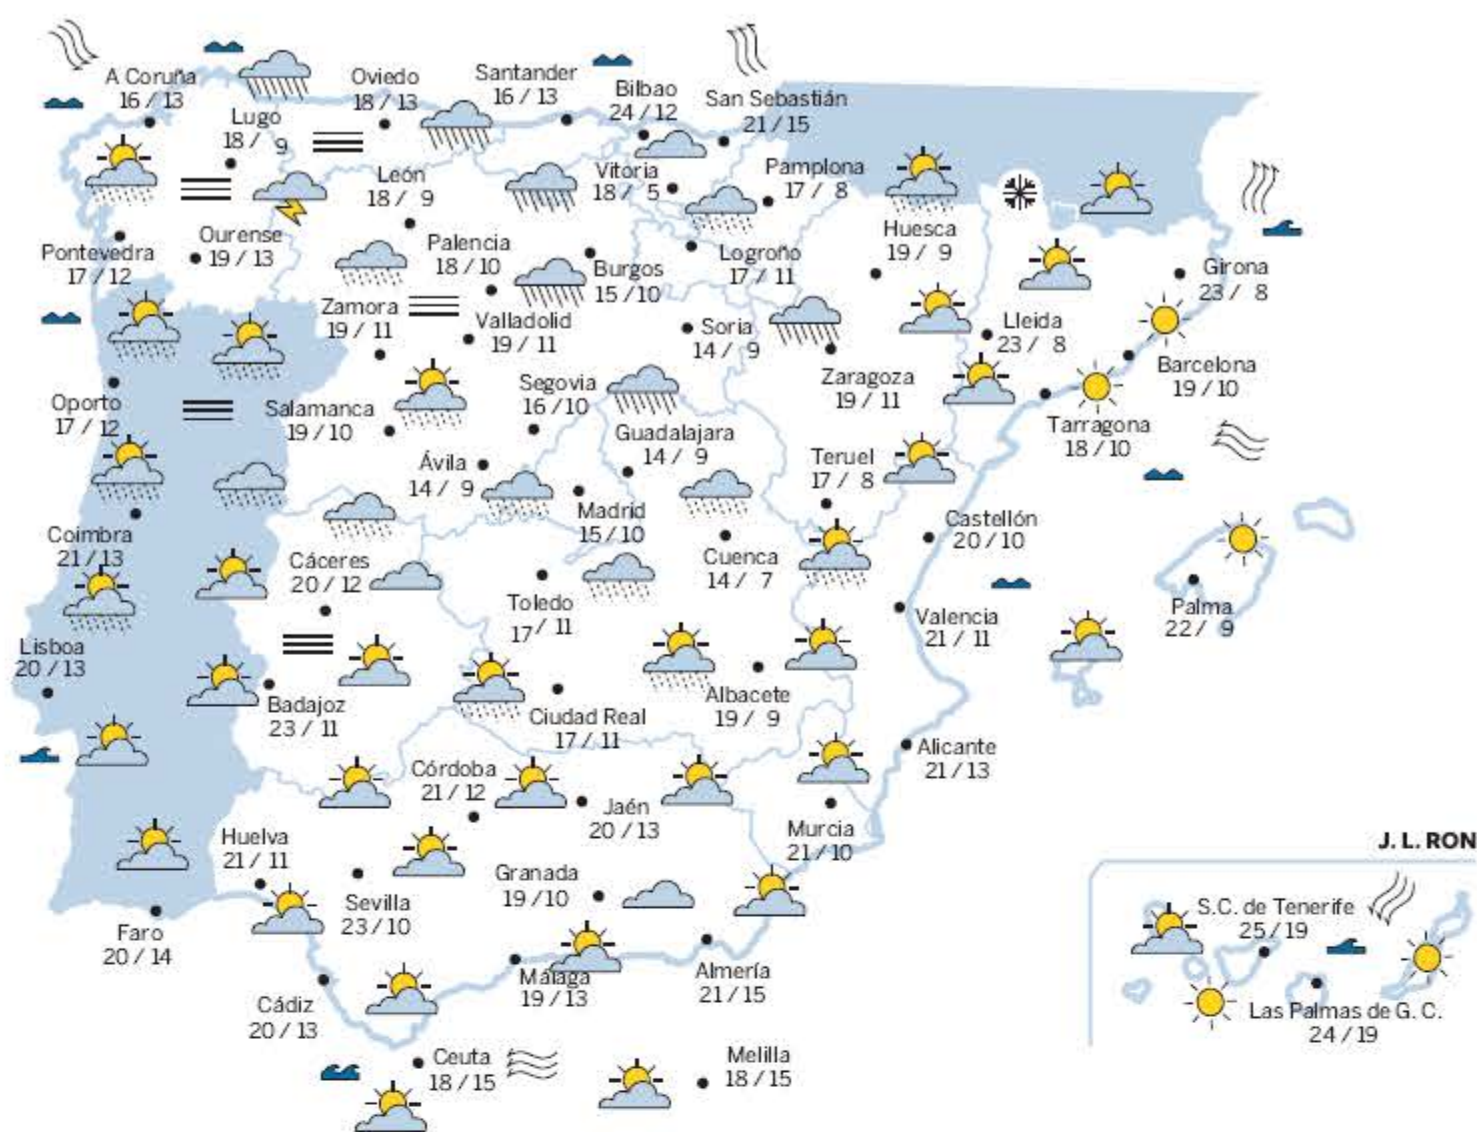 A Coruña
16 / 13
Lugo
18 / 9
Oviedo
18 / 13
Santander
16 / 13
Bilbao
24 / 12
San Sebastián
21 / 15
León
18 / 9
Vitoria
18 / 5
Pamplona
17 / 8
Pontevedra
17 / 12
Ourense
19 / 13
Palencia
18 / 10
Burgos
15 / 10
Logroño
17 / 11
Huesca
19 / 9
Girona
23 / 8
Zamora
19 / 11
Valladolid
19 / 11
Soria
14 / 9
Lleida
23 / 8
Zaragoza
19 / 11
Barcelona
19 / 10
Oporto
17 / 12
Salamanca
19 / 10
Segovia
16 / 10
Tarragona
18 / 10
Ávila
14 / 9
Guadalajara
14 / 9
Teruel
17 / 8
Madrid
15 / 10
Coimbra
21 / 13
Cáceres
20 / 12
Cuenca
14 / 7
Castellón
20 / 10
Toledo
17 / 11
Valencia
21 / 11
Palma
22 / 9
Lisboa
20 / 13
Badajoz
23 / 11
Ciudad Real
17 / 11
Albacete
19 / 9
Alicante
21 / 13
Córdoba
21 / 12
Jaén
20 / 13
Murcia
21 / 10
Huelva
21 / 11
Sevilla
23 / 10
Granada
19 / 10
Faro
20 / 14
Cádiz
20 / 13
Málaga
19 / 13
Almería
21 / 15
Ceuta
18 / 15
Melilla
18 / 15
J. L. RON
S.C. de Tenerife
25 / 19
Las Palmas de G. C.
24 / 19